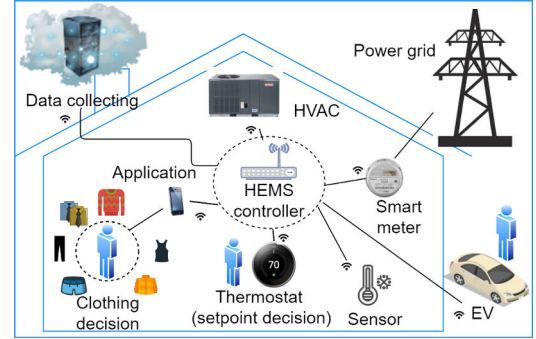 Power grid
Data collecting
HVAC
Application
HEMS
controller
Smart
meter
70
Clothing
decision
Thermostat
(setpoint decision)
Sensor
EV